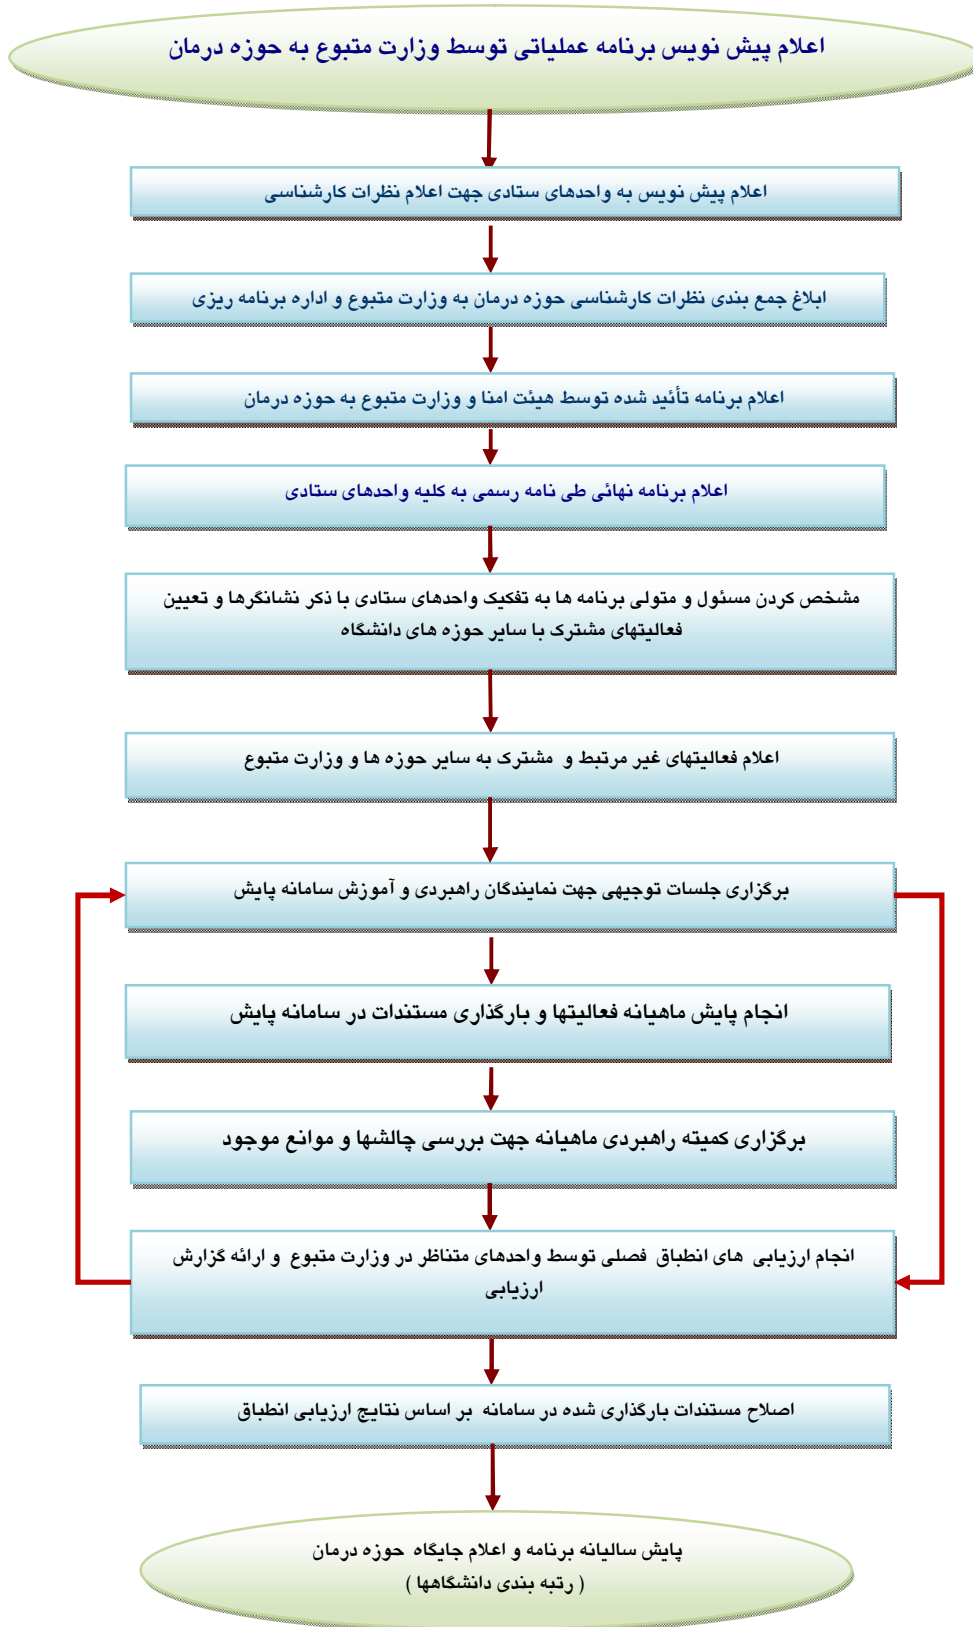 اعلام پیش نویس برنامه عملیاتی توسط وزارت متبوع به حوزه درمان
اعلام پیش نویس به واحدهای ستادی جهت اعلام نظرات کارشناسی
ابلاغ جمع بندی نظرات کارشناسی حوزه درمان به وزارت متبوع و اداره برنامه ریزی
اعلام برنامه تأئید شده توسط هیئت امنا و وزارت متبوع به حوزه درمان
اعلام برنامه نهائی طی نامه رسمی به کلیه واحدهای ستادی
مشخص کردن مسئول و متولی برنامه ها به تفکیک واحدهای ستادی با ذکر نشانگرها و تعیین
فعالیتهای مشترک با سایر حوزه های دانشگاه
اعلام فعالیتهای غیر مرتبط و مشترک به سایر حوزه ها و وزارت متبوع
برگزاری جلسات توجیهی جهت نمایندگان راهبردی و آموزش سامانه پایش
انجام پایش ماهیانه فعالیتها و بارگذاری مستندات در سامانه پایش
برگزاری کمیته راهبردی ماهیانه جهت بررسی چالشها و موانع موجود
انجام ارزیابی های انطباق فصلی توسط واحدهای متناظر در وزارت متبوع و ارائه گزارش
ارزیابی
اصلاح مستندات بارگذاری شده در سامانه بر اساس نتایج ارزیابی انطباق
پایش سالیانه برنامه و اعلام جایگاه حوزه درمان
( رتبه بندی دانشگاهها )